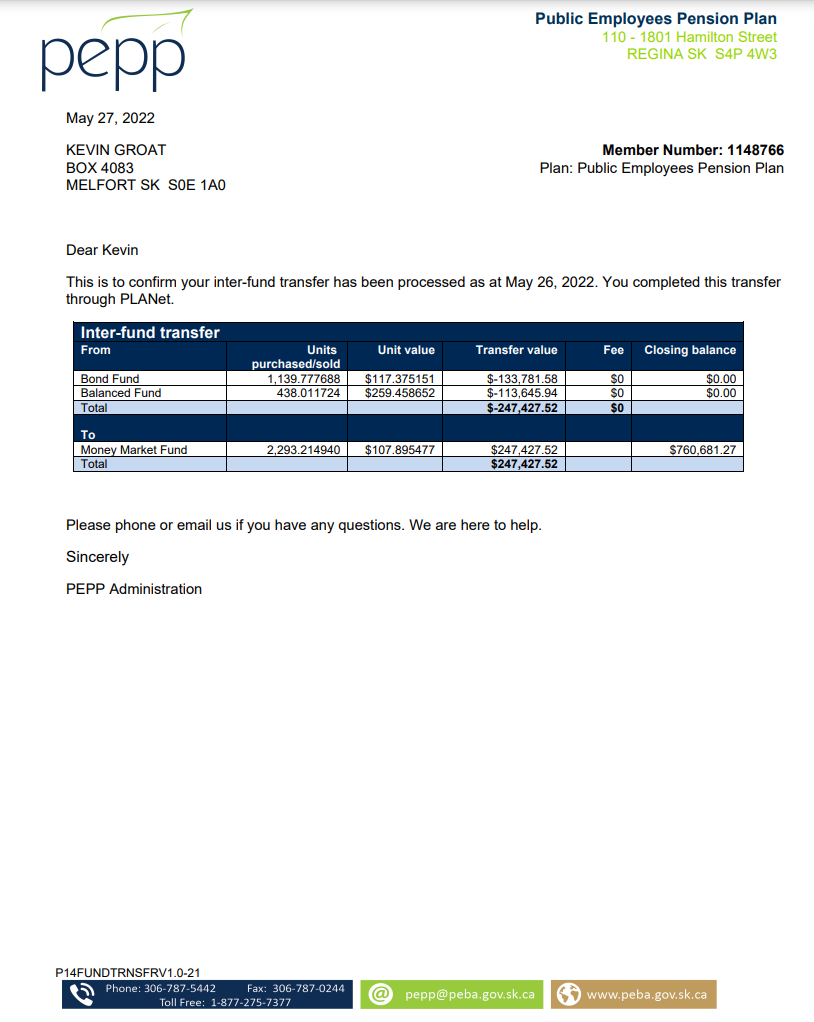 pepp
Public Employees Pension Plan
110 - 1801 Hamilton Street
REGINA SK  S4P 4W3
May 27, 2022
KEVIN GROAT
BOX 4083
MELFORT SK  S0E 1A0
Member Number: 1148766
Plan: Public Employees Pension Plan
Dear Kevin
This is to confirm your inter-fund transfer has been processed as at May 26, 2022. You completed this transfer
through PLANet.
Inter-fund transfer
From Units purchased/sold Unit value Transfer value Fee Closing balance
Bond Fund 1,139.777688 $117.375151 $-133,781.58 $0 $0.00
Balanced Fund 438.011724 $259.458652 $-113,645.94 $0 $0.00
Total $-247,427.52 $0
To
Money Market Fund 2,293.214940 $107.895477 $247,427.52 $760,681.27
Total $247,427.52
Please phone or email us if you have any questions. We are here to help.
Sincerely
PEPP Administration
P14FUNDTRNSFRV1.0-21
Phone: 306-787-5442 Fax: 306-787-0244
Toll Free: 1-877-275-7377
@ pepp@peba.gov.sk.ca
www.peba.gov.sk.ca